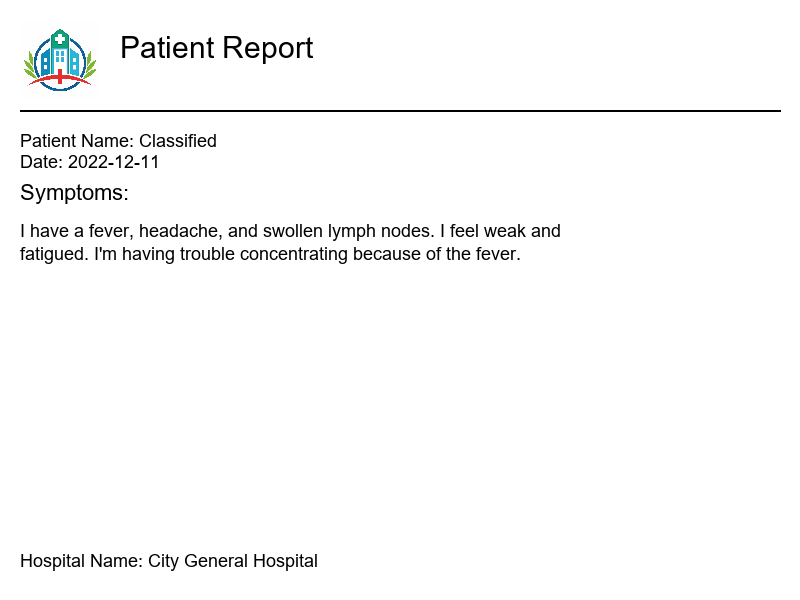 Patient Report
Patient Name: Classified
Date: 2022-12-11
Symptoms:
I have a fever, headache, and swollen lymph nodes. I feel weak and
fatigued. I'm having trouble concentrating because of the fever.
Hospital Name: City General Hospital